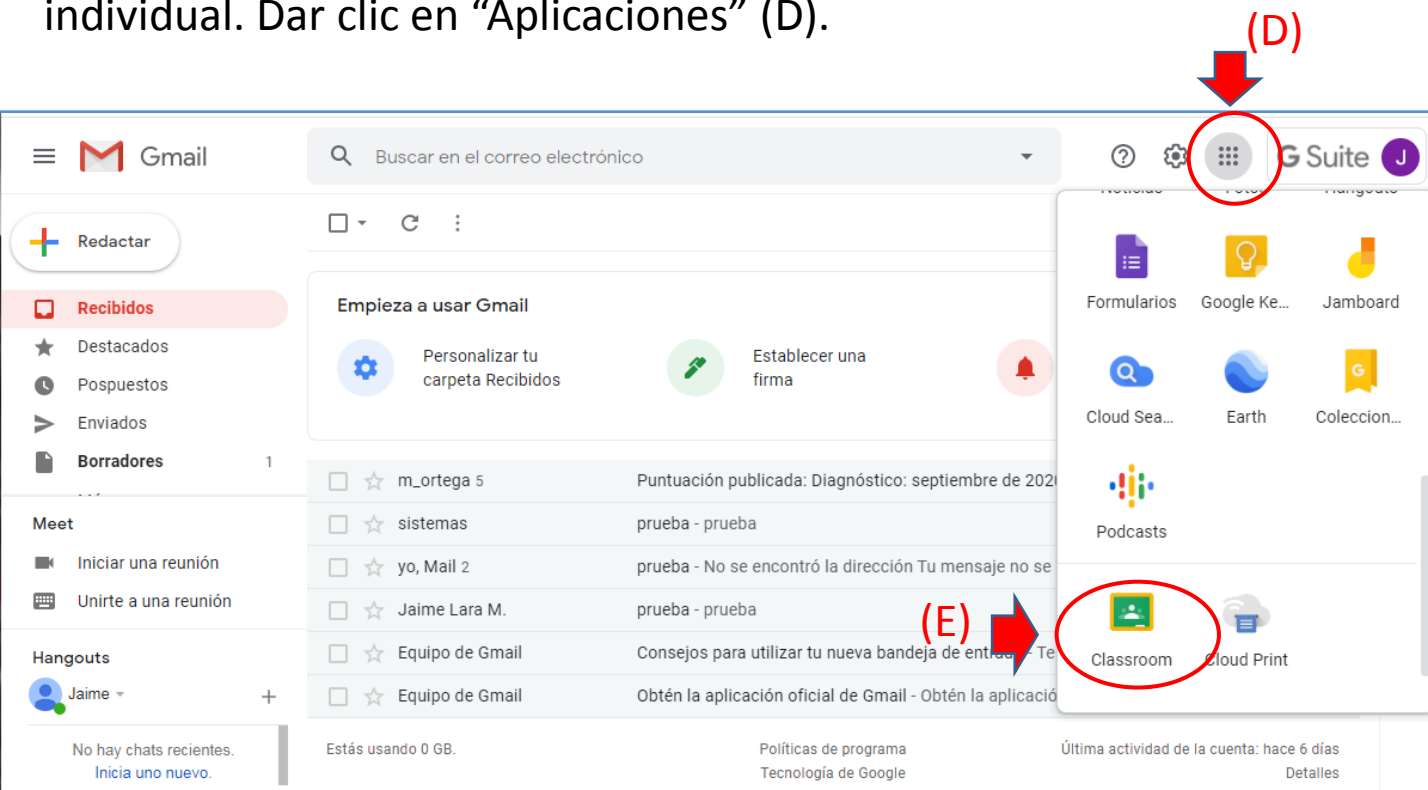 individual. Dar clic en “Aplicaciones” (D).
(D)
Gmail
Buscar en el correo electrónico
G Suite
J
Redactar
Recibidos
Destacados
Pospuestos
Enviados
Borradores 1
Meet
Iniciar una reunión
Unirte a una reunión
Hangouts
Jaime
No hay chats recientes.
Inicia uno nuevo.
Empieza a usar Gmail
Personalizar tu
carpeta Recibidos
Establecer una
firma
m_ortega 5 Puntuación publicada: Diagnóstico: septiembre de 202
sistemas prueba - prueba
yo, Mail 2 prueba - No se encontró la dirección Tu mensaje no se
Jaime Lara M. prueba - prueba
Equipo de Gmail Consejos para utilizar tu nueva bandeja de - Te
Equipo de Gmail Obtén la aplicación oficial de Gmail - Obtén la aplicació
Estás usando 0 GB.
Políticas de programa
Tecnología de Google
Última actividad de la cuenta: hace 6 días
Detalles
Formularios Google Ke... Jamboard
Cloud Sea... Earth Coleccion...
G
Podcasts
(E)
Classroom Cloud Print